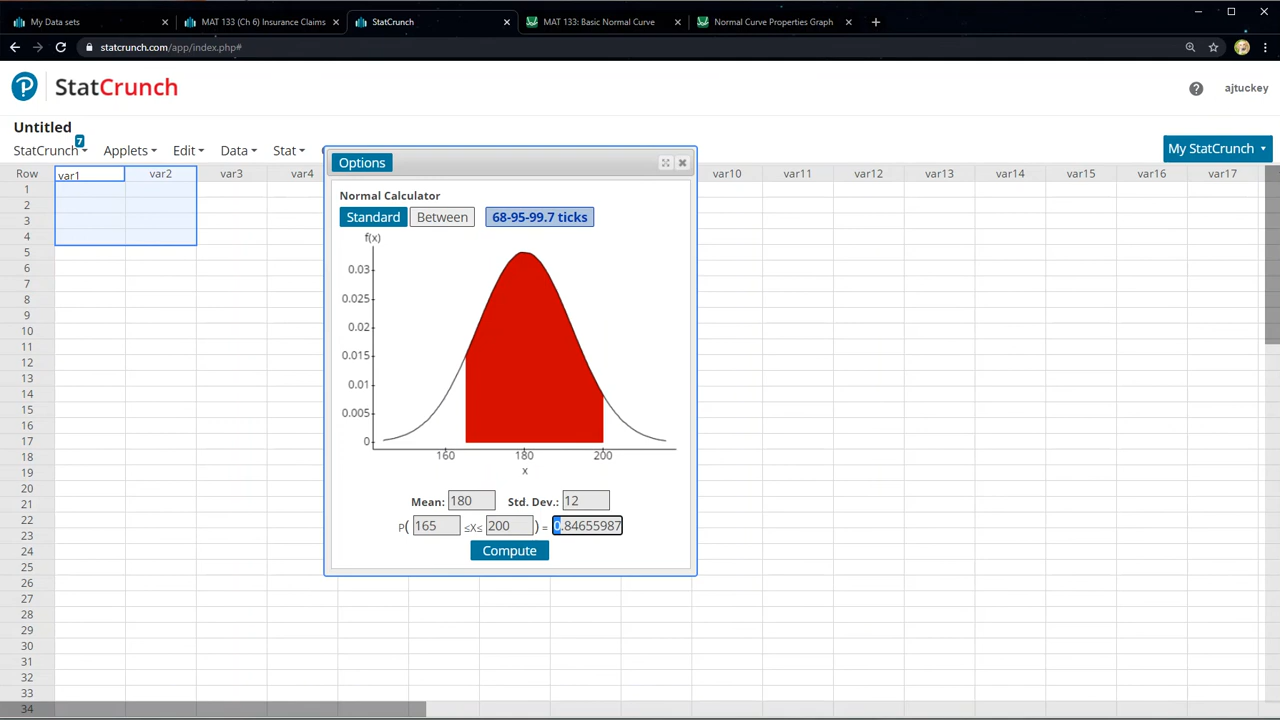 My Data sets
MAT 133 (Ch 6) Insurance Claims
StatCrunch
MAT 133: Basic Normal Curve
Normal Curve Properties Graph
statcrunch.com/app/index.php#
StatCrunch
ajtuckey
Untitled
7
StatCrunch Applets Edit Data Stat
My StatCrunch
Options
Row var1 var2 var3 var4 var10 var11 var12 var13 var14 var15 var16 var17
Normal Calculator
Standard Between 68-95-99.7 ticks
f(x)
0.03
0.025
0.02
0.015
0.01
0.005
0
160 180 200
x
Mean: 180 Std. Dev.: 12
P( 165 ≤X≤ 200 ) = 0.84655987
Compute
1
2
3
4
5
6
7
8
9
10
11
12
13
14
15
16
17
18
19
20
21
22
23
24
25
26
27
28
29
30
31
32
33
34